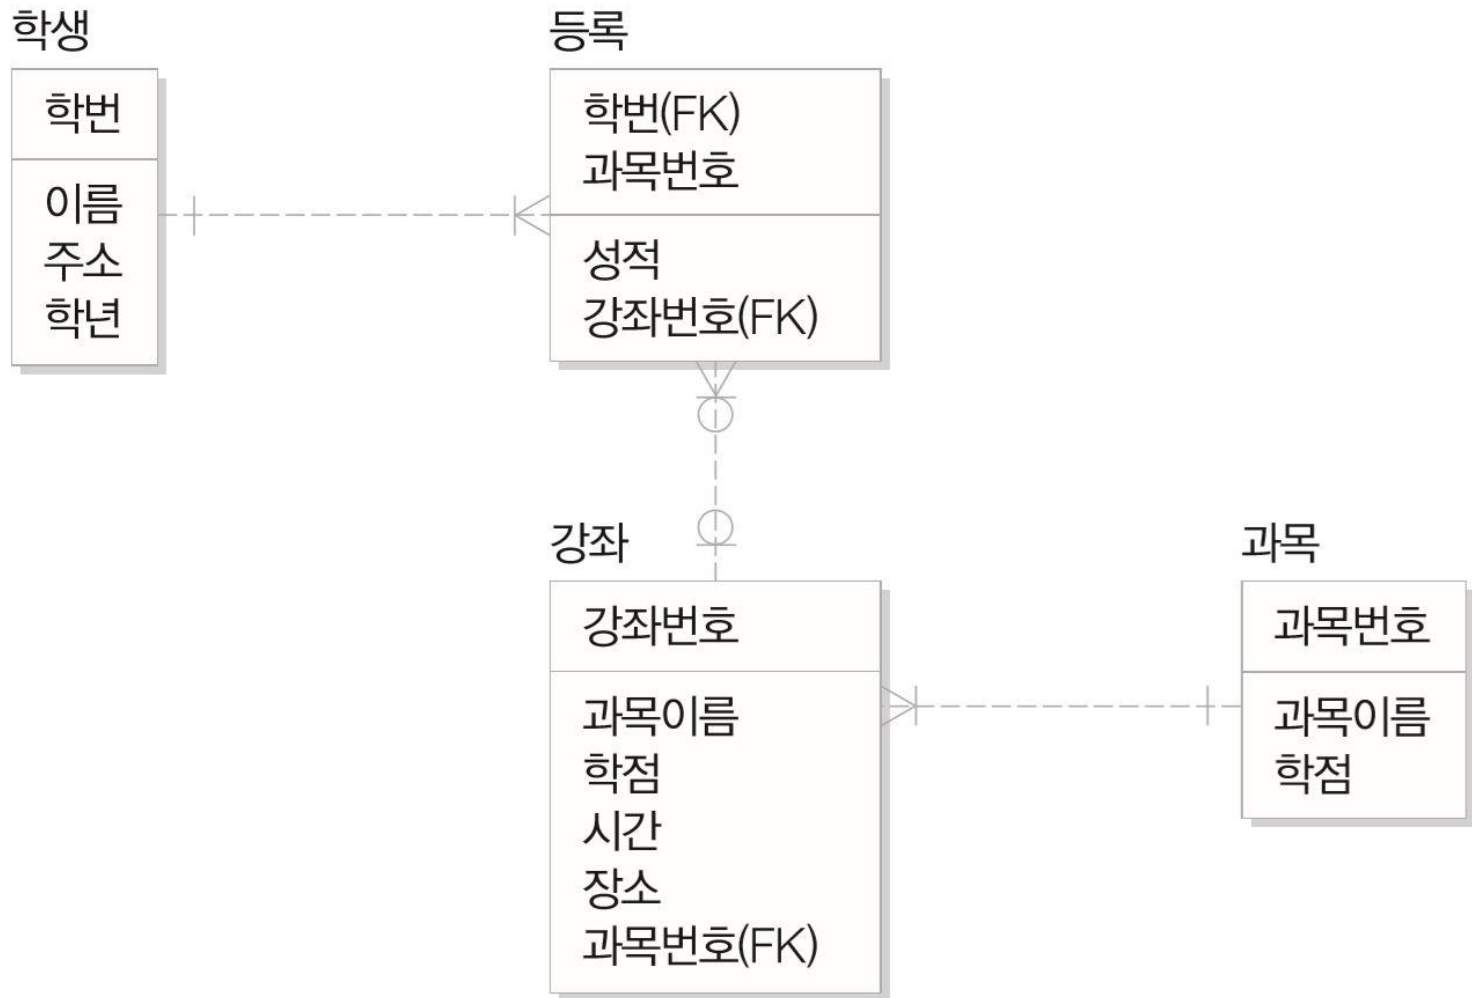 학생
학번
이름
주소
학년
등록
학번(FK)
과목번호
성적
강좌번호(FK)
강좌
강좌번호
과목이름
학점
시간
장소
과목번호(FK)
과목
과목번호
과목이름
학점